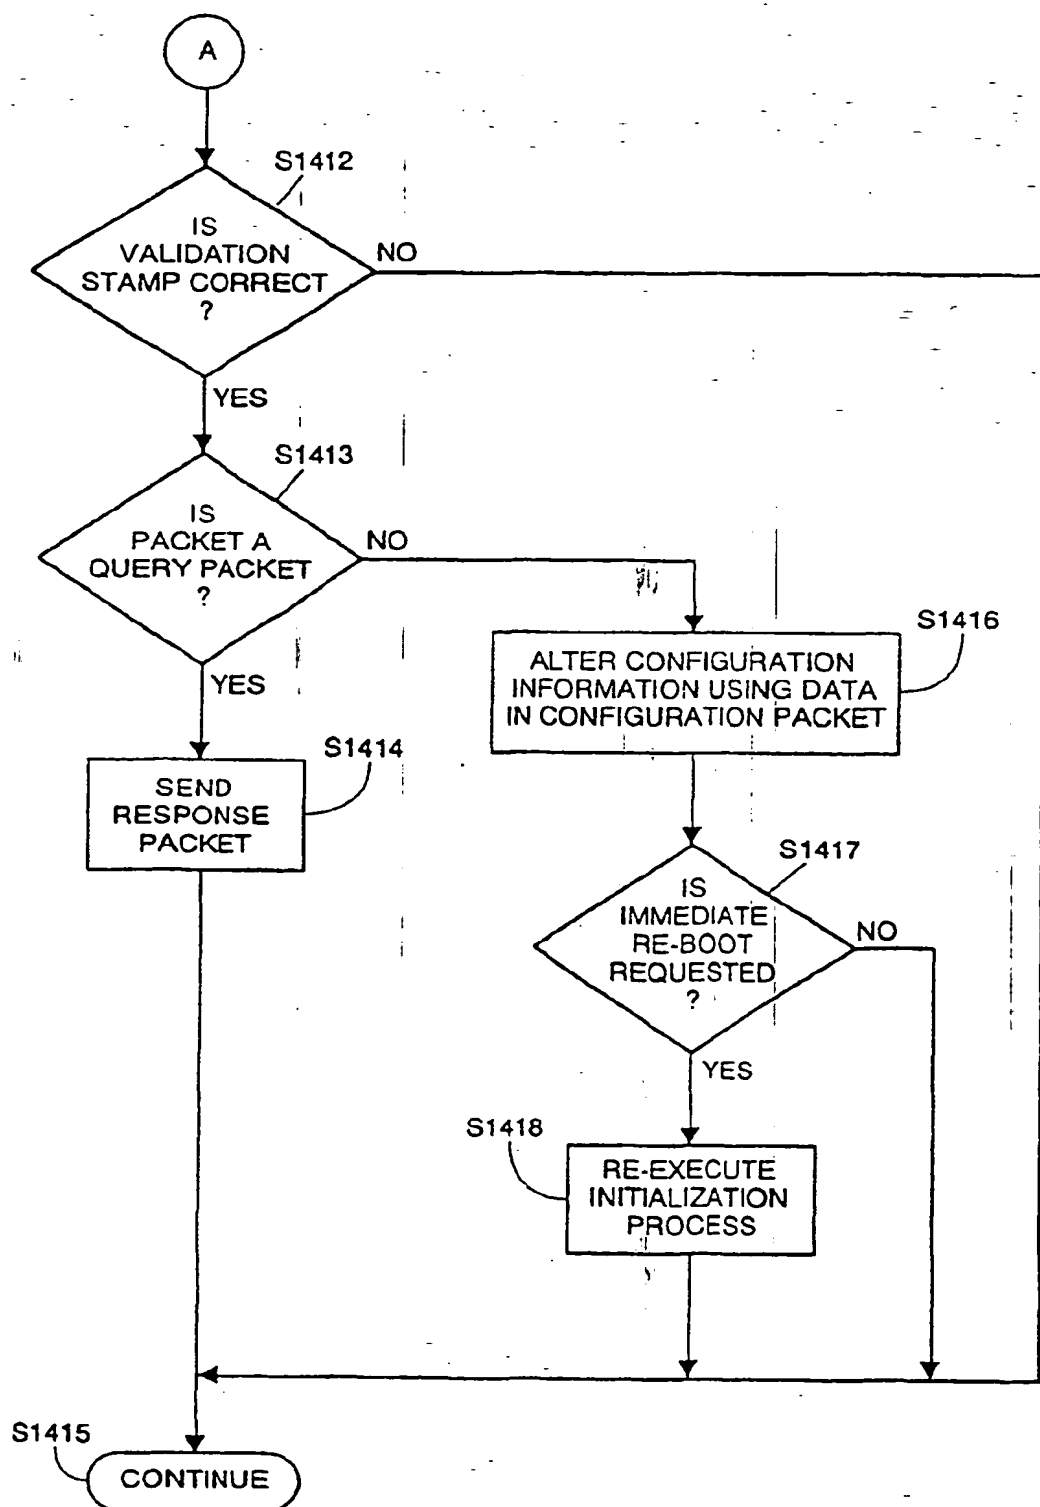 A
S1412
IS
VALIDATION
STAMP CORRECT
?
NO
YES
S1413
IS
PACKET A
QUERY PACKET
?
NO
YES
S1416
ALTER CONFIGURATION
INFORMATION USING DATA
IN CONFIGURATION PACKET
S1414
SEND
RESPONSE
PACKET
S1417
IS
IMMEDIATE
RE-BOOT
REQUESTED
?
NO
YES
S1418
RE-EXECUTE
INITIALIZATION
PROCESS
S1415
CONTINUE